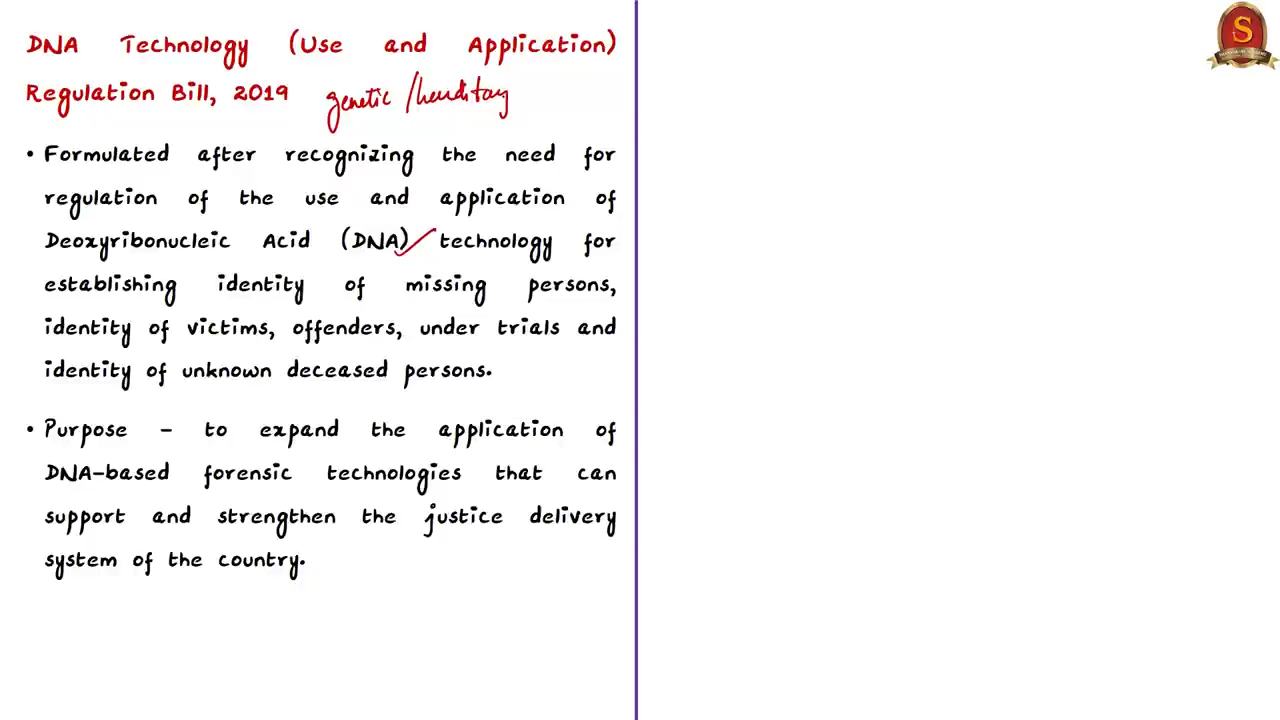 DNA Technology (Use and Application)
Regulation Bill, 2019 genetic /hereditary
• Formulated after recognizing the need for
regulation of the use and application of
Deoxyribonucleic Acid (DNA) technology for
establishing identity of missing persons,
identity of victims, offenders, under trials and
identity of unknown deceased persons.
• Purpose – to expand the application of
DNA-based forensic technologies that can
support and strengthen the justice delivery
system of the country.
S